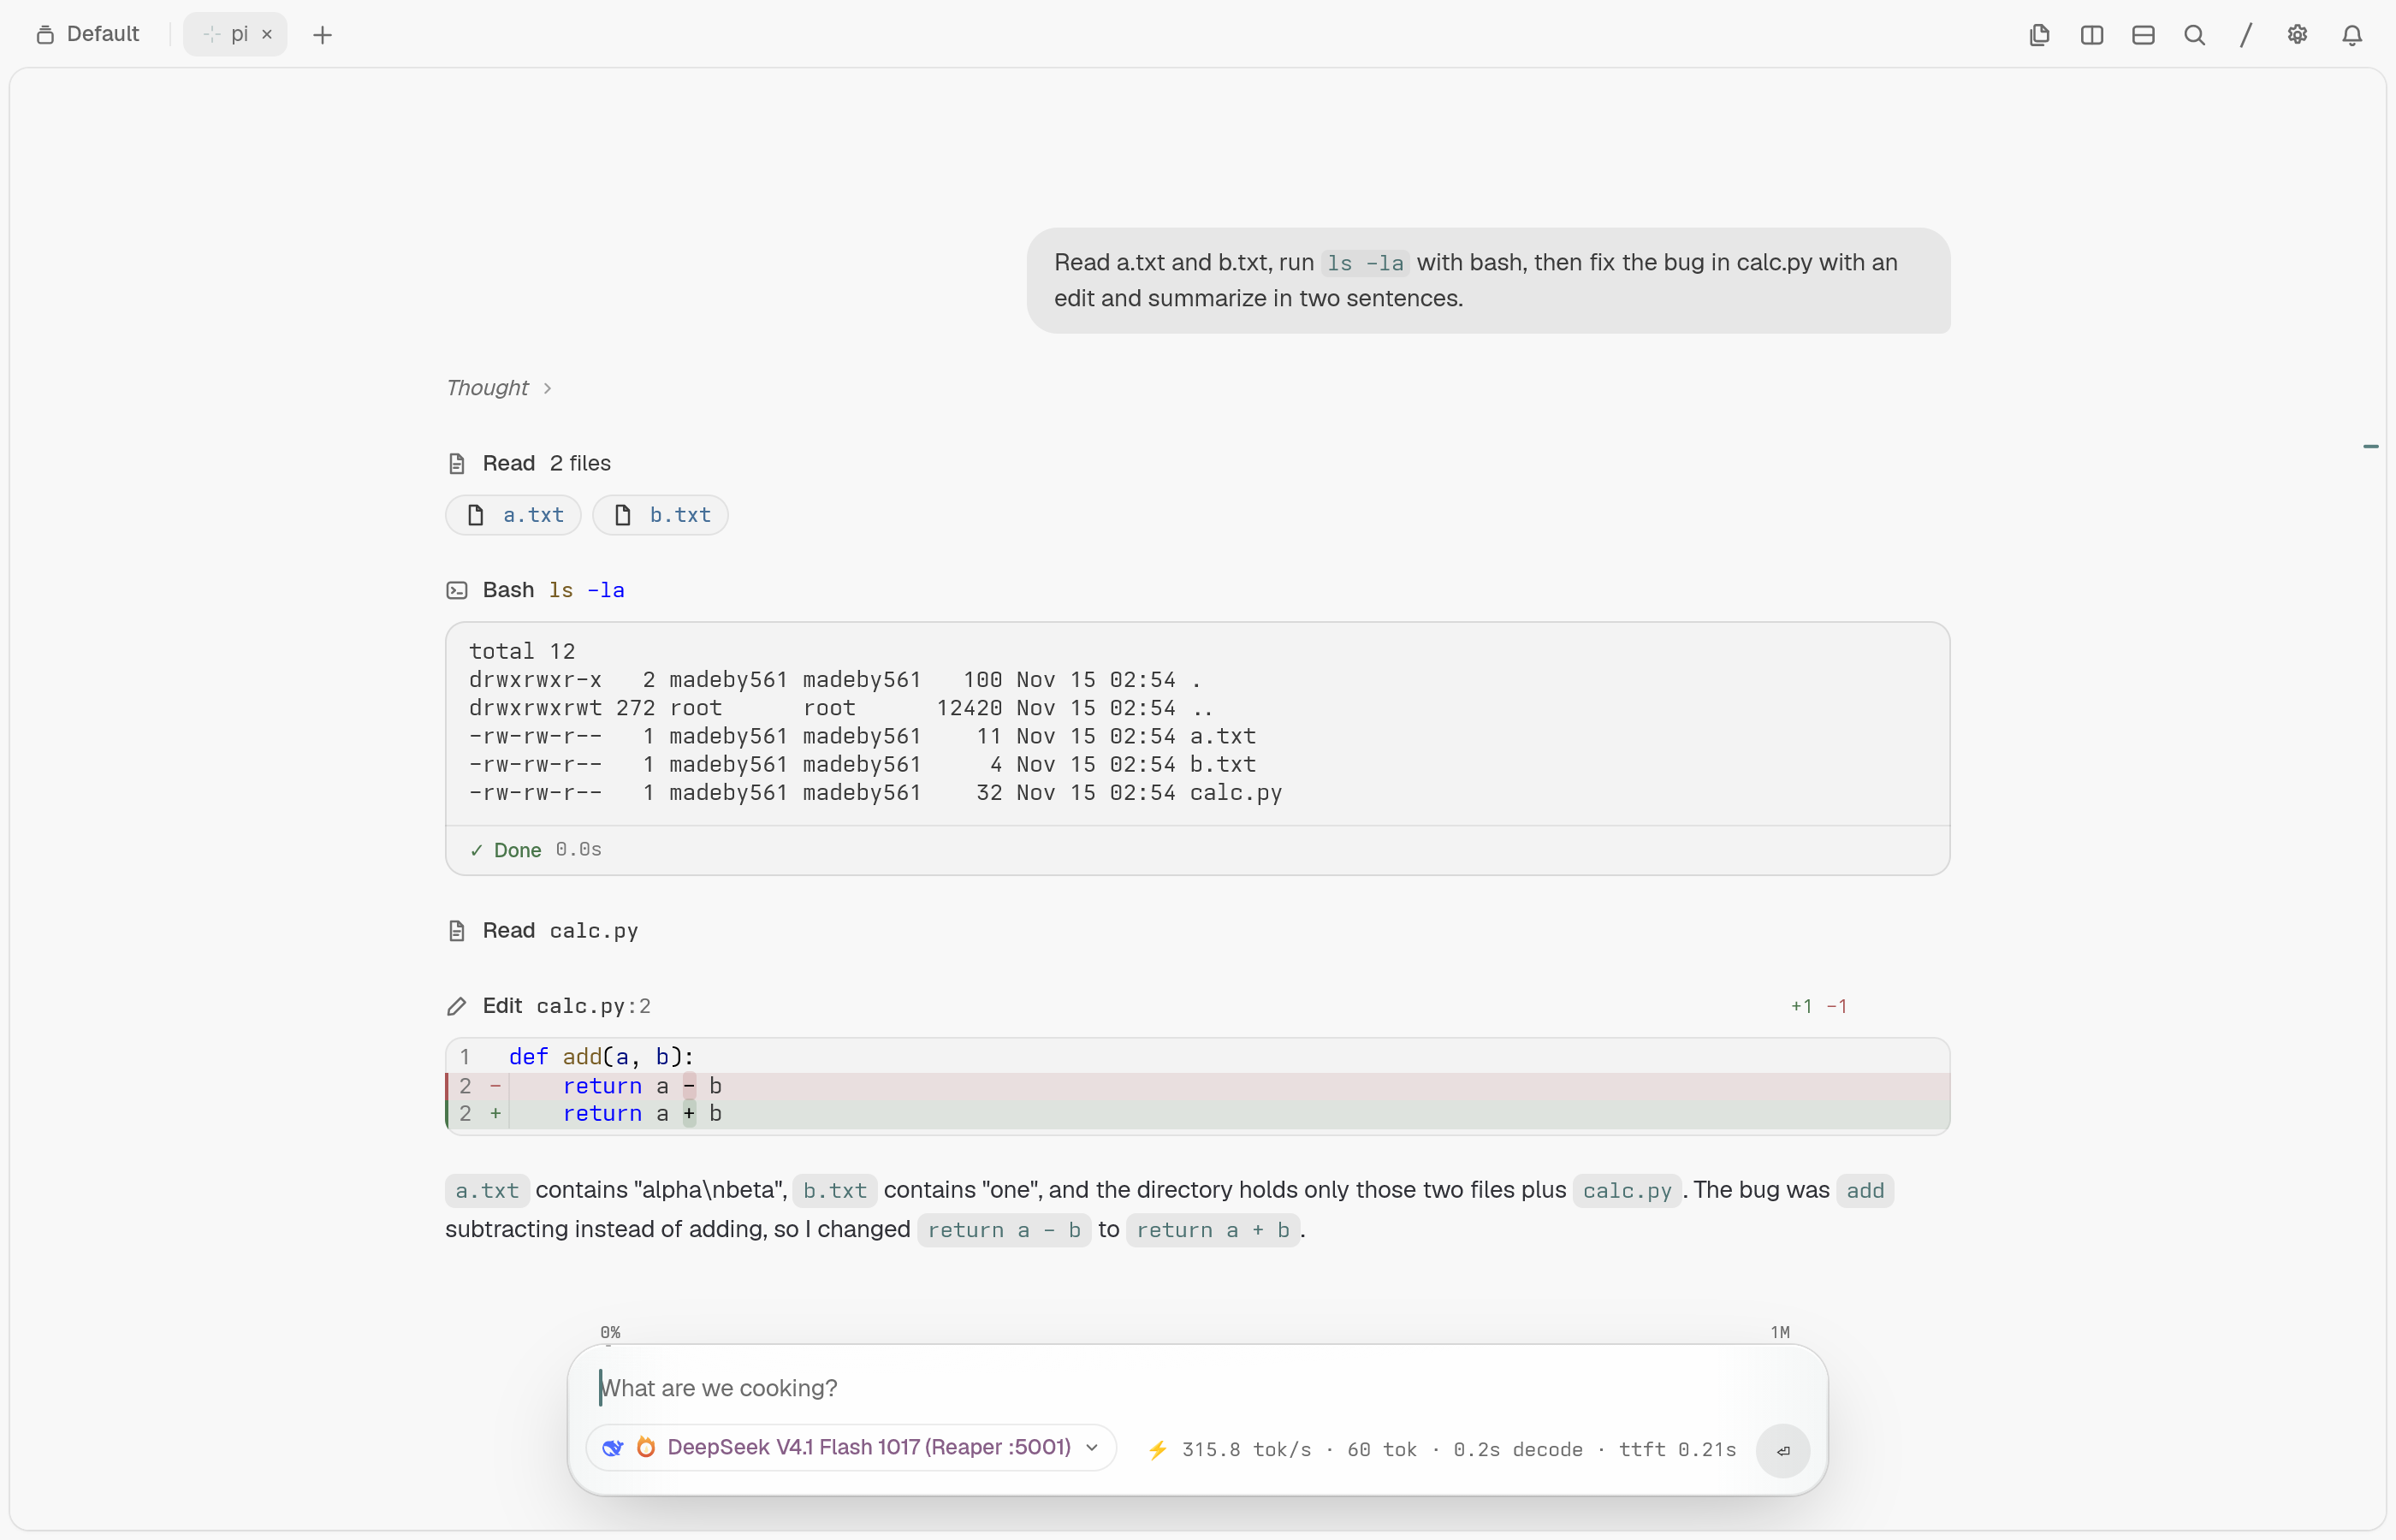 Default
pi ×
Read a.txt and b.txt, run ls -la with bash, then fix the bug in calc.py with an
edit and summarize in two sentences.
Thought
Read 2 files
a.txt b.txt
Bash ls -la
total 12
drwxrwxr-x   2 madeby561 madeby561   100 Nov 15 02:54 .
drwxrwxrwt 272 root      root      12420 Nov 15 02:54 ..
-rw-rw-r--   1 madeby561 madeby561    11 Nov 15 02:54 a.txt
-rw-rw-r--   1 madeby561 madeby561     4 Nov 15 02:54 b.txt
-rw-rw-r--   1 madeby561 madeby561    32 Nov 15 02:54 calc.py
✓ Done 0.0s
Read calc.py
Edit calc.py:2 +1 -1
1   def add(a, b):
2 -     return a - b
2 +     return a + b
a.txt contains "alpha\nbeta", b.txt contains "one", and the directory holds only those two files plus calc.py. The bug was add
subtracting instead of adding, so I changed return a - b to return a + b.
0% 1M
What are we cooking?
DeepSeek V4.1 Flash 1017 (Reaper :5001) ⚡ 315.8 tok/s · 60 tok · 0.2s decode · ttft 0.21s